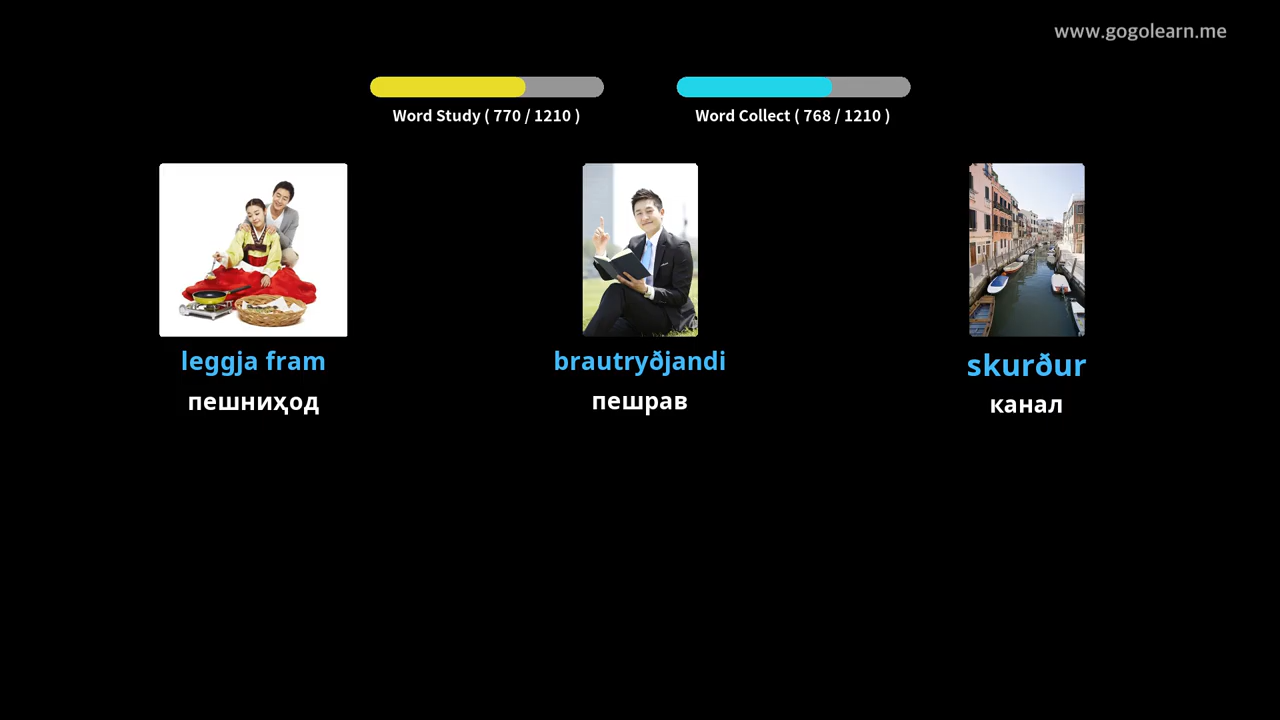 www.gogolearn.me
Word Study ( 770 / 1210 )
Word Collect ( 768 / 1210 )
leggja fram
пешниҳод
brautryðjandi
пешрав
skurður
канал